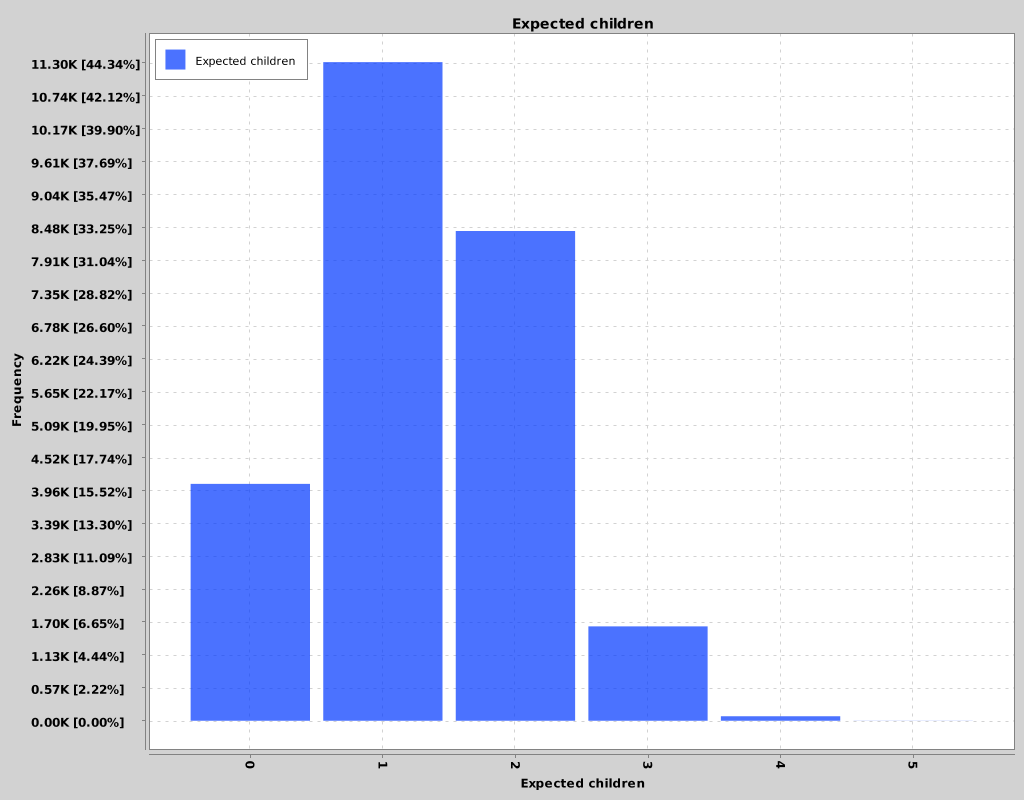 Expected children
Expected children
11.30K [44.34%]
10.74K [42.12%]
10.17K [39.90%]
9.61K [37.69%]
9.04K [35.47%]
8.48K [33.25%]
7.91K [31.04%]
7.35K [28.82%]
6.78K [26.60%]
6.22K [24.39%]
5.65K [22.17%]
5.09K [19.95%]
4.52K [17.74%]
3.96K [15.52%]
3.39K [13.30%]
2.83K [11.09%]
2.26K [8.87%]
1.70K [6.65%]
1.13K [4.44%]
0.57K [2.22%]
0.00K [0.00%]
Frequency
0 1 2 3 4 5
Expected children